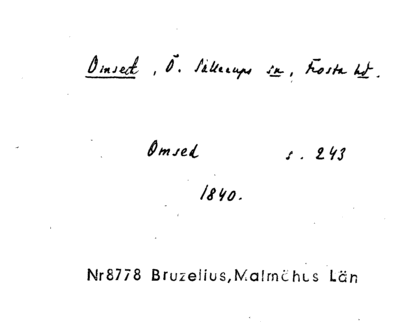 Omsed, Ö. Sallerups sn, Frosta hd.
Omsed s. 243
1840.
Nr8778 Bruzelius, Malmöhus Län